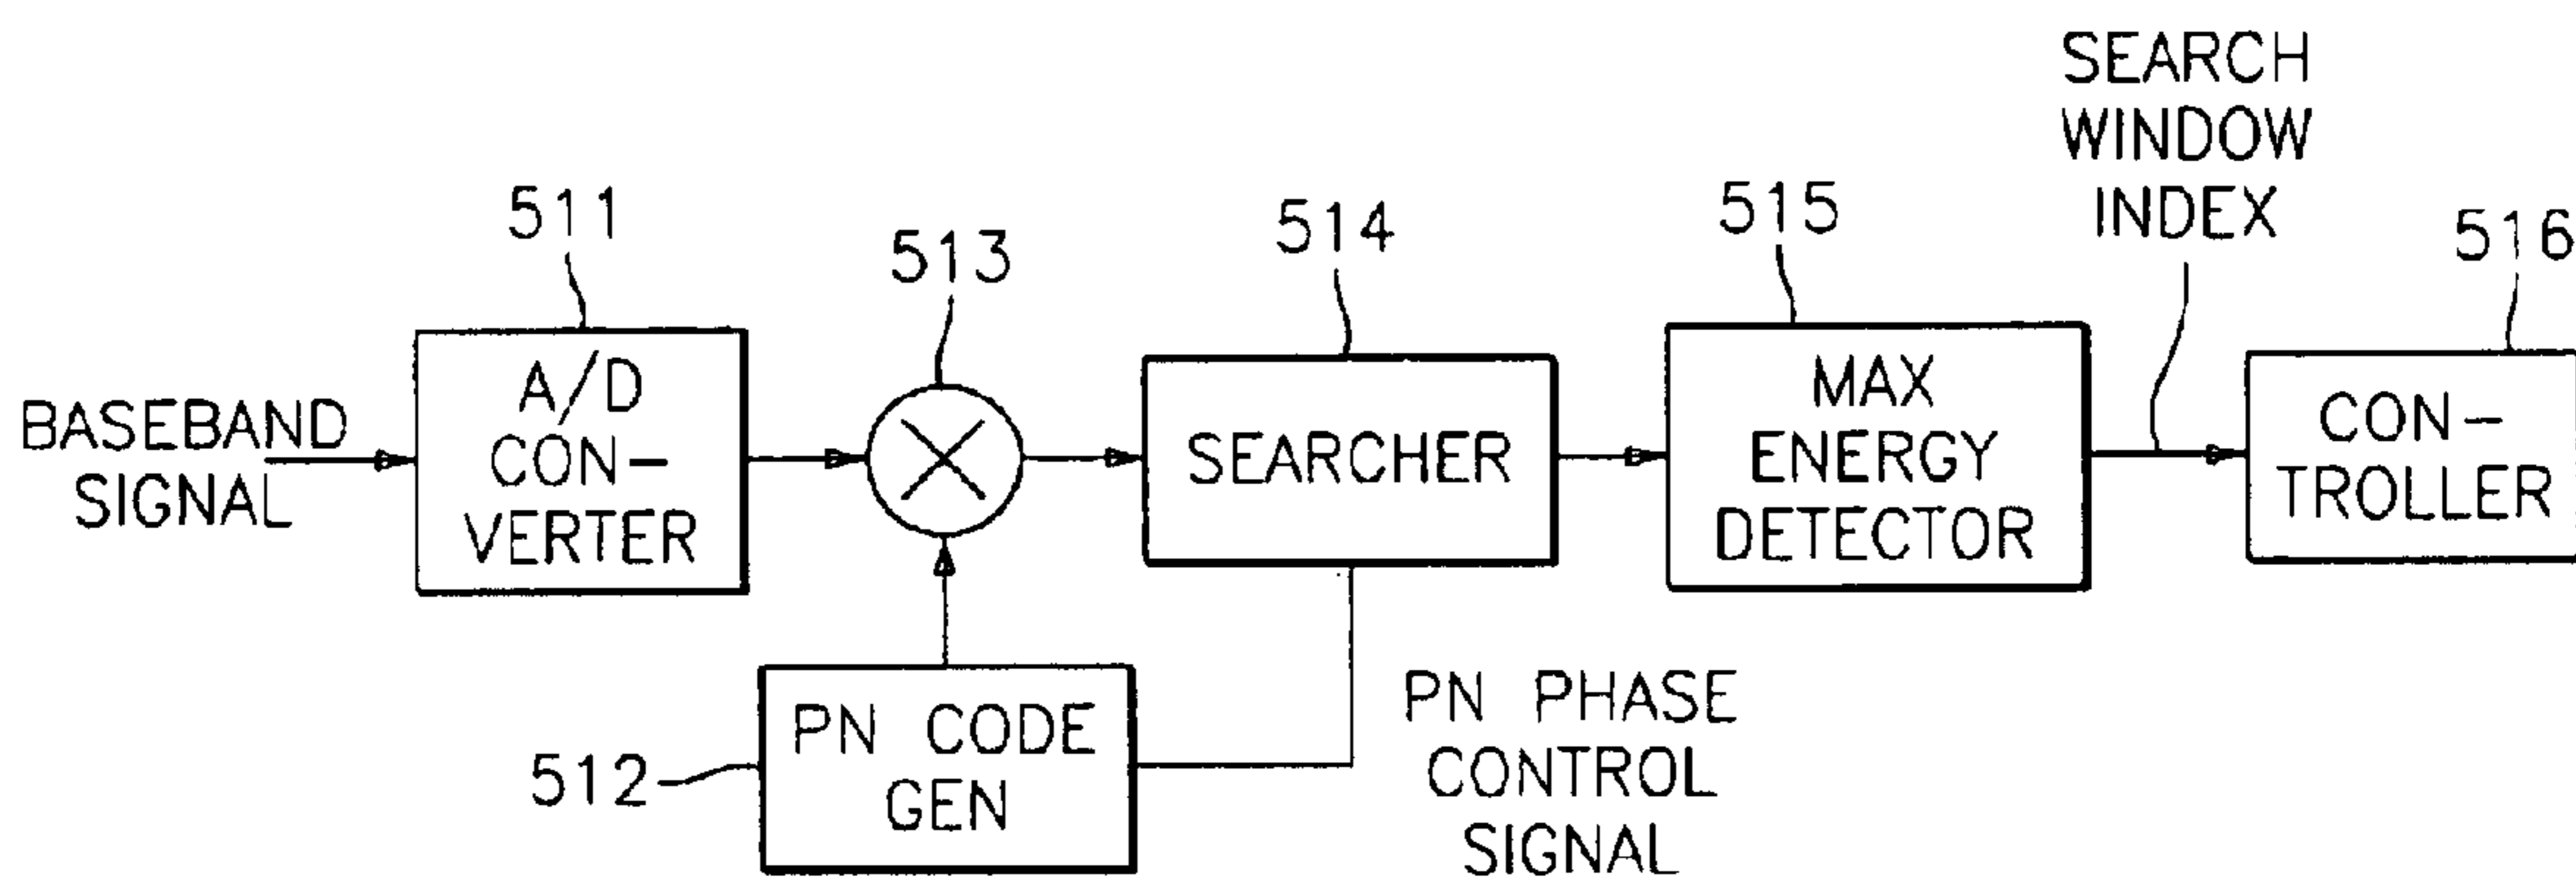 SEARCH
WINDOW
INDEX
511
513
514
515
516
BASEBAND
SIGNAL
A/D
CON-
VERTER
SEARCHER
MAX
ENERGY
DETECTOR
CON-
TROLLER
512
PN CODE
GEN
PN PHASE
CONTROL
SIGNAL